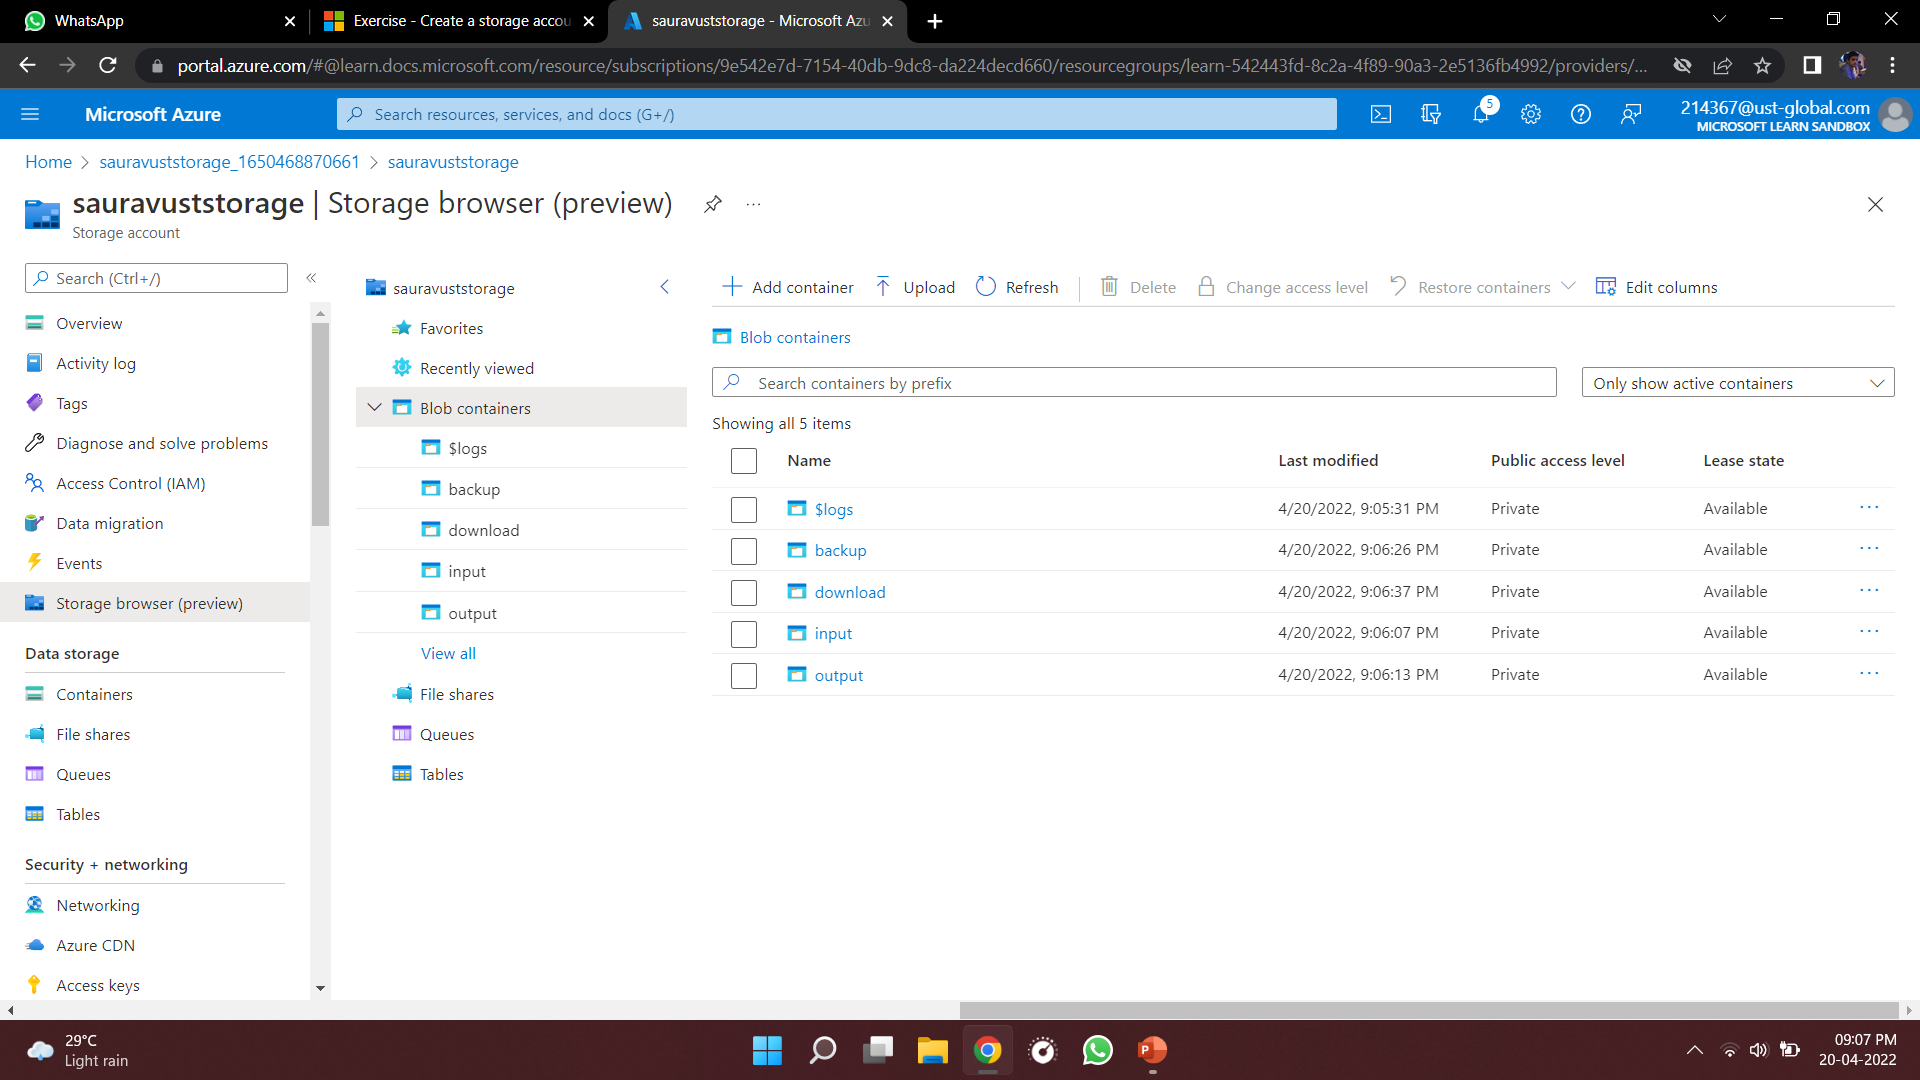 WhatsApp
Exercise - Create a storage accou
sauravuststorage - Microsoft Azu
portal.azure.com/#@learn.docs.microsoft.com/resource/subscriptions/9e542e7d-7154-40db-9dc8-da224decd660/resourcegroups/learn-542443fd-8c2a-4f89-90a3-2e5136fb4992/providers/...
Microsoft Azure
Search resources, services, and docs (G+/)
5
214367@ust-global.com
MICROSOFT LEARN SANDBOX
Home > sauravuststorage_1650468870661 > sauravuststorage
sauravuststorage | Storage browser (preview)
Storage account
Search (Ctrl+/)
Overview
Activity log
Tags
Diagnose and solve problems
Access Control (IAM)
Data migration
Events
Storage browser (preview)
Data storage
Containers
File shares
Queues
Tables
Security + networking
Networking
Azure CDN
Access keys
sauravuststorage
Favorites
Recently viewed
Blob containers
$logs
backup
download
input
output
View all
File shares
Queues
Tables
Add container Upload Refresh Delete Change access level Restore containers Edit columns
Blob containers
Search containers by prefix
Only show active containers
Showing all 5 items
Name Last modified Public access level Lease state
$logs 4/20/2022, 9:05:31 PM Private Available
backup 4/20/2022, 9:06:26 PM Private Available
download 4/20/2022, 9:06:37 PM Private Available
input 4/20/2022, 9:06:07 PM Private Available
output 4/20/2022, 9:06:13 PM Private Available
29°C
Light rain
P
09:07 PM
20-04-2022